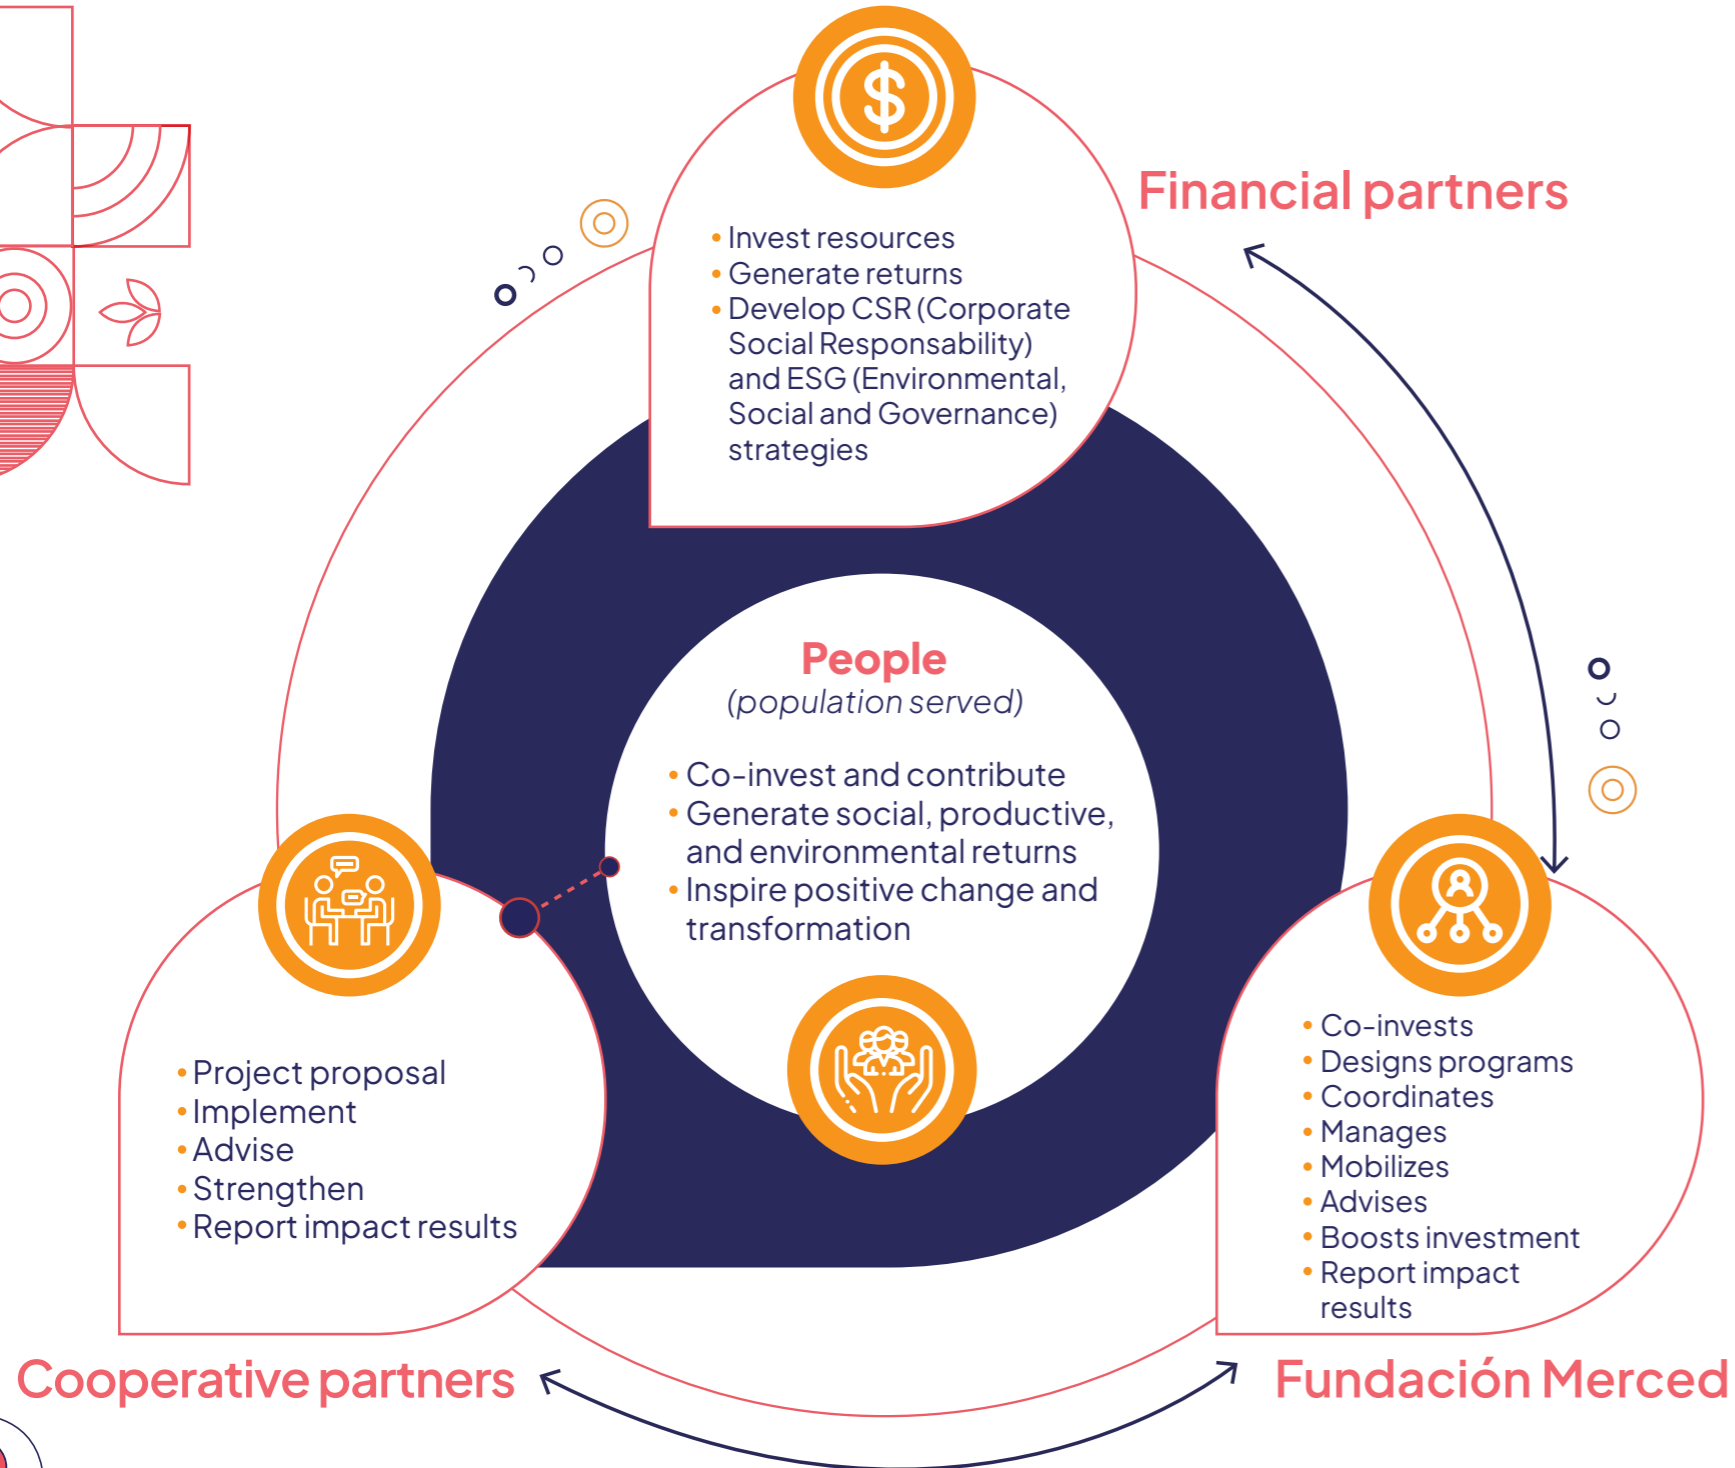 Financial partners
• Invest resources
• Generate returns
• Develop CSR (Corporate
Social Responsability)
and ESG (Environmental,
Social and Governance)
strategies
People
(population served)
• Co-invest and contribute
• Generate social, productive,
and environmental returns
• Inspire positive change and
transformation
• Project proposal
• Implement
• Advise
• Strengthen
• Report impact results
Cooperative partners
• Co-invests
• Designs programs
• Coordinates
• Manages
• Mobilizes
• Advises
• Boosts investment
• Report impact
results
Fundación Merced